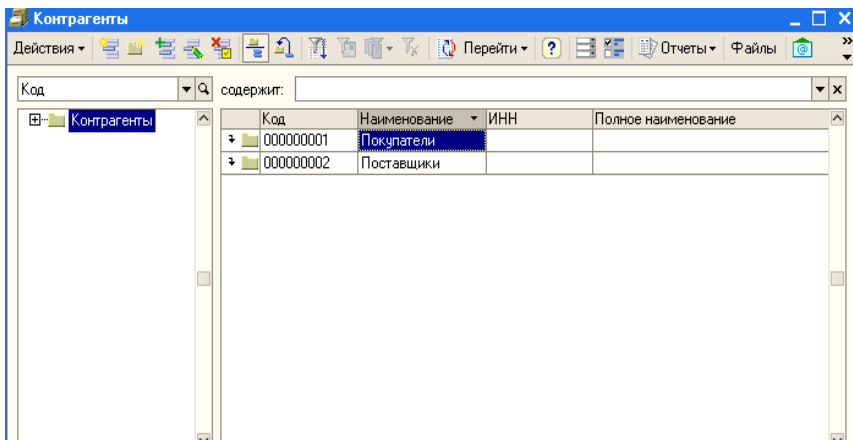 Контрагенты
Действия Перейти ? Отчеты Файлы @ »
Код содержит:
Контрагенты
Код Наименование ИНН Полное наименование
000000001 Покупатели
000000002 Поставщики